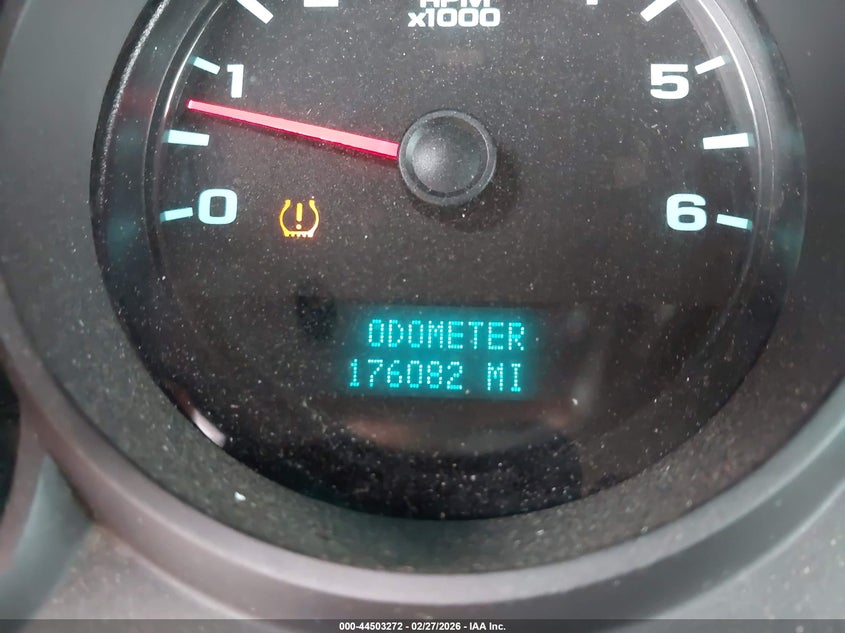 RPM
x1000
1
5
0
6
ODOMETER
176082 MI
000-44503272 - 02/27/2026 - IAA Inc.